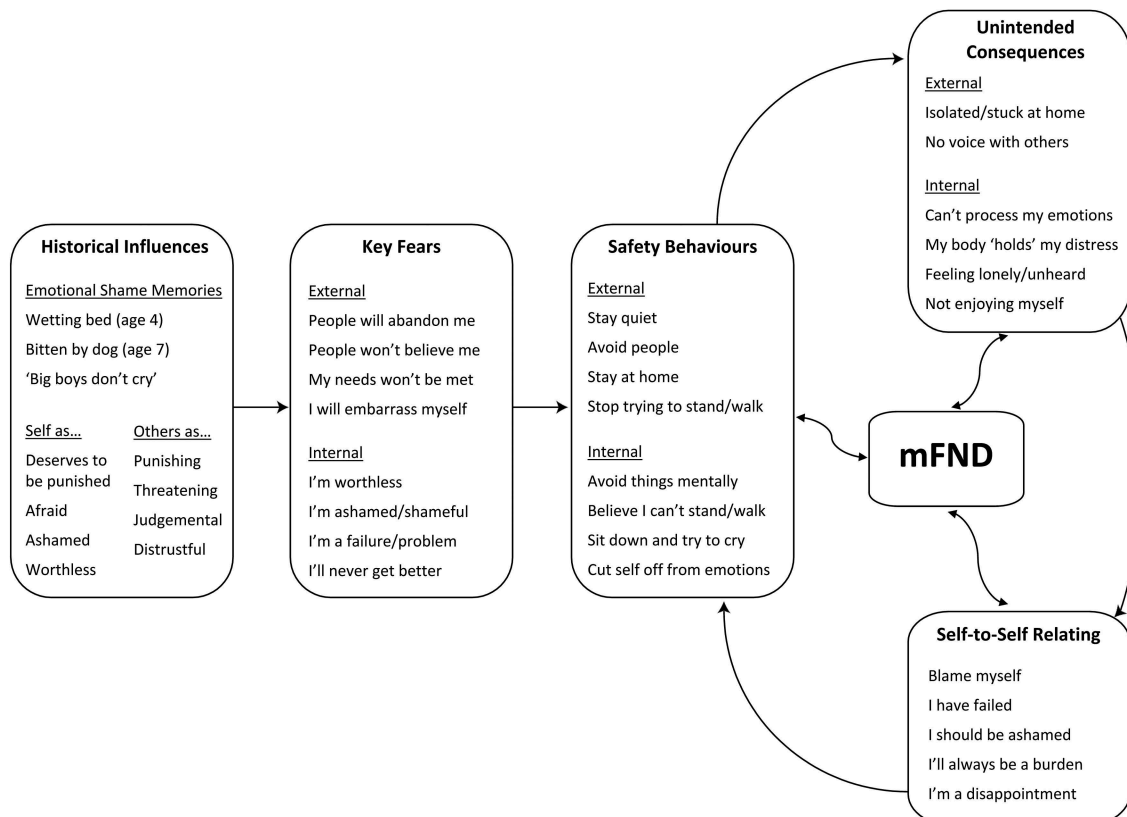 Historical Influences
Emotional Shame Memories
Wetting bed (age 4)
Bitten by dog (age 7)
‘Big boys don’t cry’
Self as...
Deserves to
be punished
Afraid
Ashamed
Worthless
Others as...
Punishing
Threatening
Judgemental
Distrustful
Key Fears
External
People will abandon me
People won’t believe me
My needs won’t be met
I will embarrass myself
Internal
I’m worthless
I’m ashamed/shameful
I’m a failure/problem
I’ll never get better
Safety Behaviours
External
Stay quiet
Avoid people
Stay at home
Stop trying to stand/walk
Internal
Avoid things mentally
Believe I can’t stand/walk
Sit down and try to cry
Cut self off from emotions
Unintended
Consequences
External
Isolated/stuck at home
No voice with others
Internal
Can’t process my emotions
My body ‘holds’ my distress
Feeling lonely/unheard
Not enjoying myself
mFND
Self-to-Self Relating
Blame myself
I have failed
I should be ashamed
I’ll always be a burden
I’m a disappointment